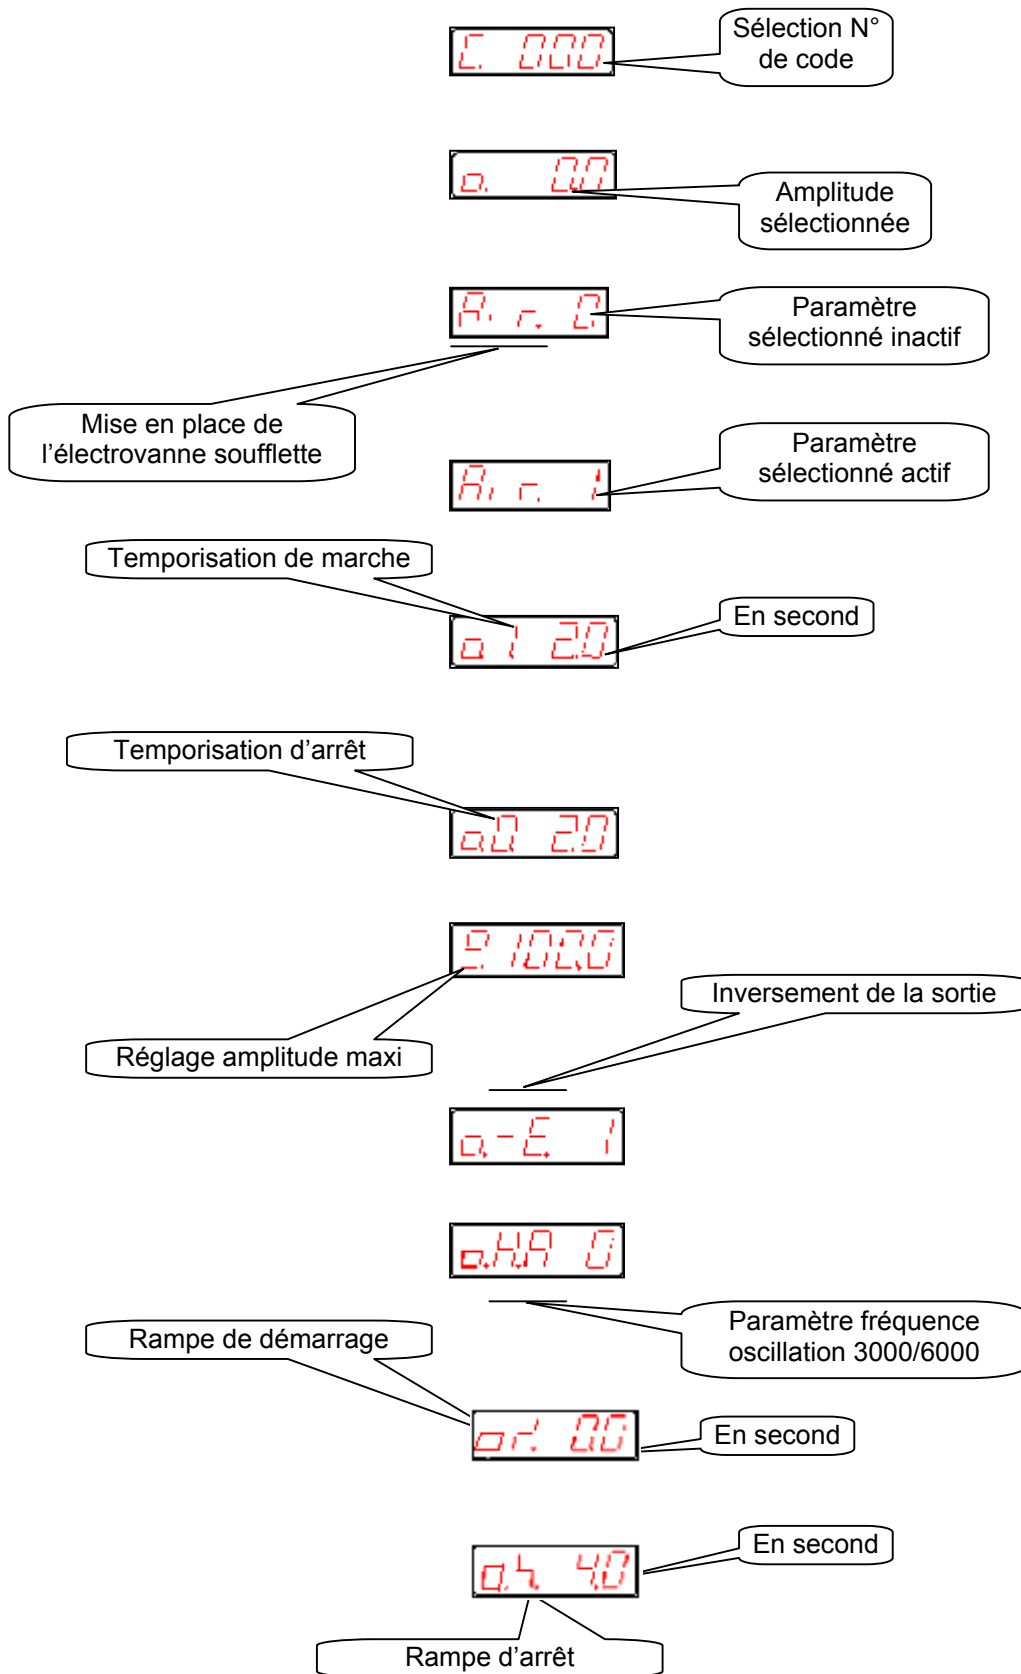 C. 000
Sélection N°
de code
o. 0.0
Amplitude
sélectionnée
A. r. 0.
Paramètre
sélectionné inactif
Mise en place de
l’électrovanne soufflette
Paramètre
sélectionné actif
Ai r. 1
Temporisation de marche
En second
o.1 2.0
Temporisation d’arrêt
o.0. 2.0
100.0
Inversement de la sortie
Réglage amplitude maxi
o.-E. 1
o.H.A 0
Paramètre fréquence
oscillation 3000/6000
Rampe de démarrage
En second
0.0
En second
4.0
Rampe d’arrêt